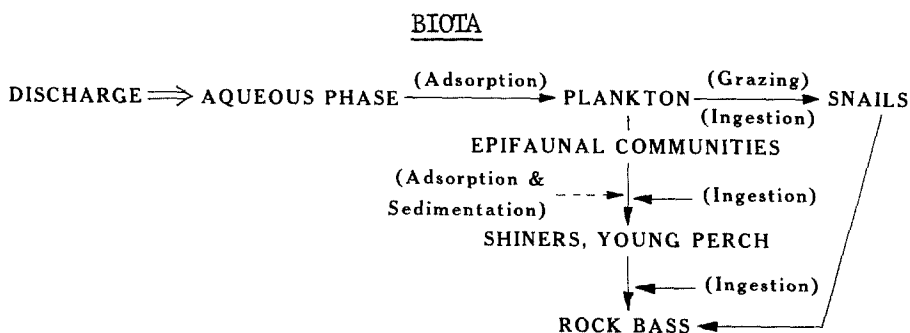 BIOTA
(Adsorption) (Grazing)
DISCHARGE AQUEOUS PHASE PLANKTON SNAILS
(Ingestion)
EPIFAUNAL COMMUNITIES
(Adsorption &
Sedimentation) (Ingestion)
SHINERS, YOUNG PERCH
(Ingestion)
ROCK BASS